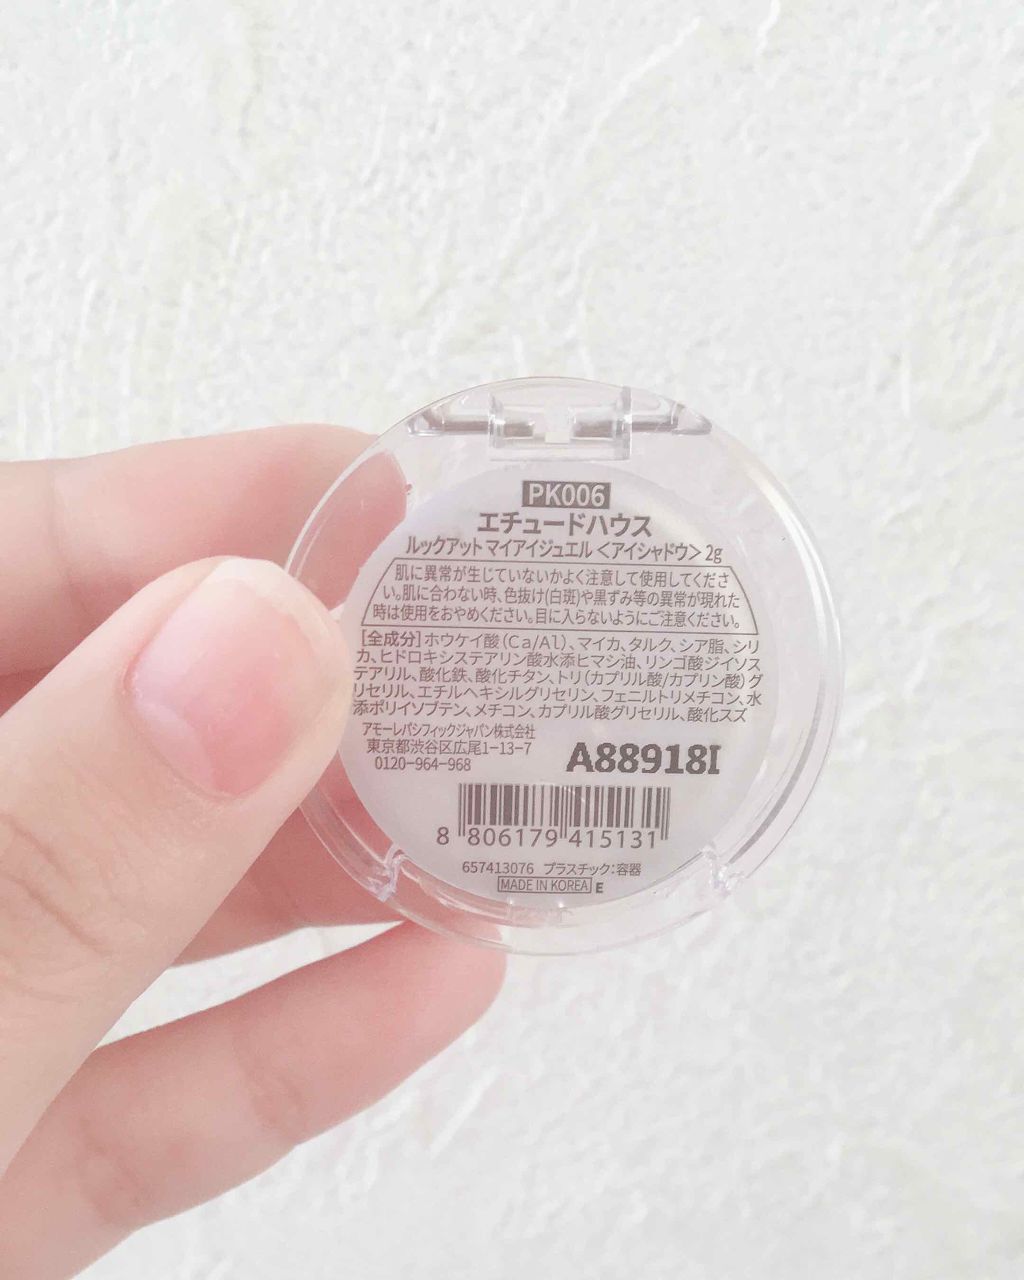 PK006
エチュードハウス
ルックアット マイアイジュエル<アイシャドウ> 2g
肌に異常が生じていないかよく注意して使用してくださ
い。肌に合わない時、色抜け(白斑)や黒ずみ等の異常が現れた
時は使用をおやめください。目に入らないようにご注意ください。
[全成分]ホウケイ酸(Ca/Al)、マイカ、タルク、シア脂、シリ
カ、ヒドロキシステアリン酸水添ヒマシ油、リンゴ酸ジイソス
テアリル、酸化鉄、酸化チタン、トリ(カプリル酸/カプリン酸)グ
リセリル、エチルヘキシルグリセリン、フェニルトリメチコン、水
添ポリイソブテン、メチコン、カプリル酸グリセリル、酸化スズ
アモーレパシフィックジャパン株式会社
東京都渋谷区広尾1-13-7
0120-964-968
A88918I
8 806179 415131
657413076 プラスチック:容器
MADE IN KOREA E